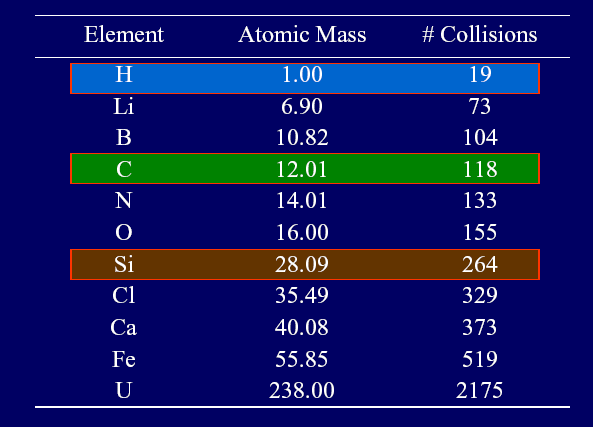 Element Atomic Mass # Collisions
H 1.00 19
Li 6.90 73
B 10.82 104
C 12.01 118
N 14.01 133
O 16.00 155
Si 28.09 264
Cl 35.49 329
Ca 40.08 373
Fe 55.85 519
U 238.00 2175